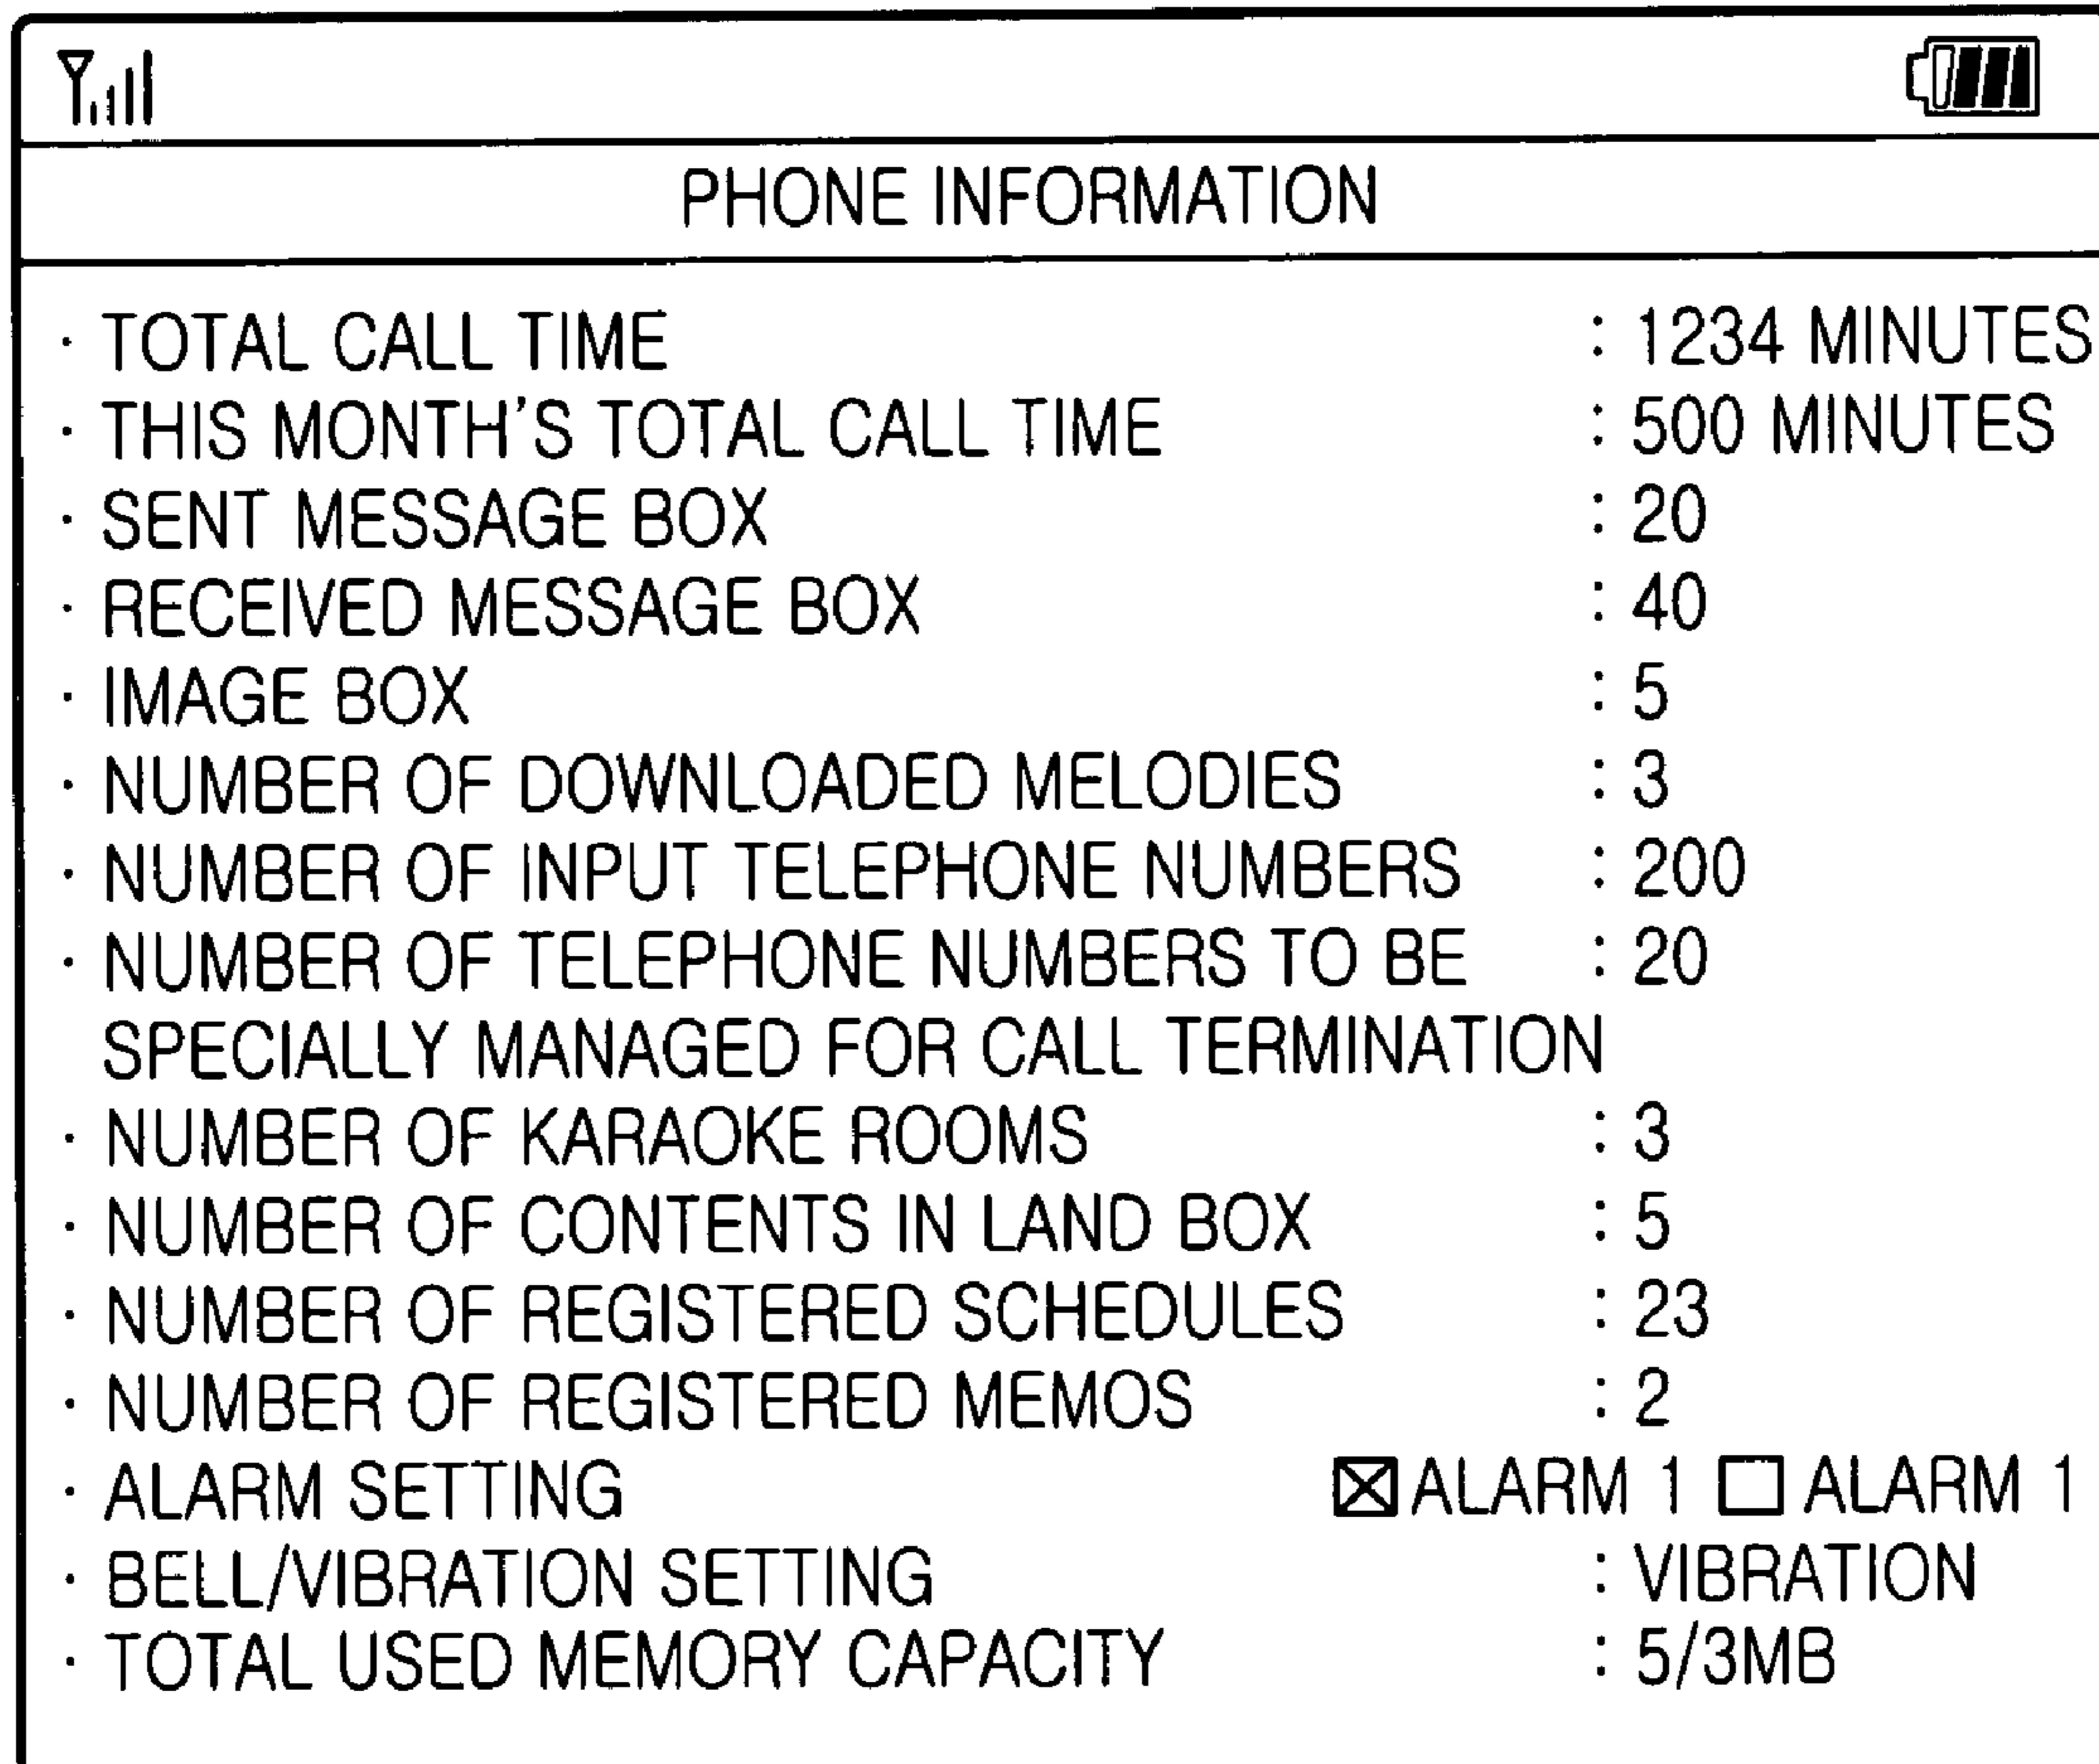 PHONE INFORMATION
· TOTAL CALL TIME : 1234 MINUTES
· THIS MONTH'S TOTAL CALL TIME : 500 MINUTES
· SENT MESSAGE BOX : 20
· RECEIVED MESSAGE BOX : 40
· IMAGE BOX : 5
· NUMBER OF DOWNLOADED MELODIES : 3
· NUMBER OF INPUT TELEPHONE NUMBERS : 200
· NUMBER OF TELEPHONE NUMBERS TO BE : 20
SPECIALLY MANAGED FOR CALL TERMINATION
· NUMBER OF KARAOKE ROOMS : 3
· NUMBER OF CONTENTS IN LAND BOX : 5
· NUMBER OF REGISTERED SCHEDULES : 23
· NUMBER OF REGISTERED MEMOS : 2
· ALARM SETTING ☒ ALARM 1 ☐ ALARM 1
· BELL/VIBRATION SETTING : VIBRATION
· TOTAL USED MEMORY CAPACITY : 5/3MB